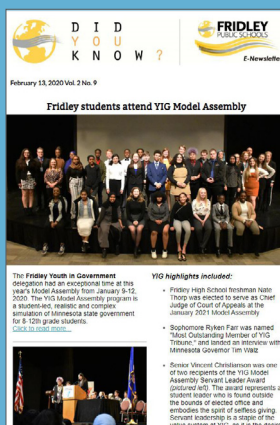 DID
YOU
KNOW?
FRIDLEY
PUBLIC SCHOOLS
E-Newslette
February 13, 2020 Vol. 2 No. 9
Fridley students attend YIG Model Assembly
The Fridley Youth in Government
delegation had an exceptional time at this
year's Model Assembly from January 9-12,
2020. The YIG Model Assembly program is
a student-led, realistic and complex
simulation of Minnesota state government
for 8-12th grade students.
Click to read more...
YIG highlights included:
• Fridley High School freshman Nate
Thorp was elected to serve as Chief
Judge of Court of Appeals at the
January 2021 Model Assembly
• Sophomore Ryken Farr was named
"Most Outstanding Member of YIG
Tribune," and landed an interview with
Minnesota Governor Tim Walz
• Senior Vincent Christianson was one
of two recipients of the YIG Model
Assembly Servant Leader Award
(pictured left). The award represents a
student leader who is found outside
the bounds of elected office and
embodies the spirit of selfless giving.
Servant leadership is a staple of the